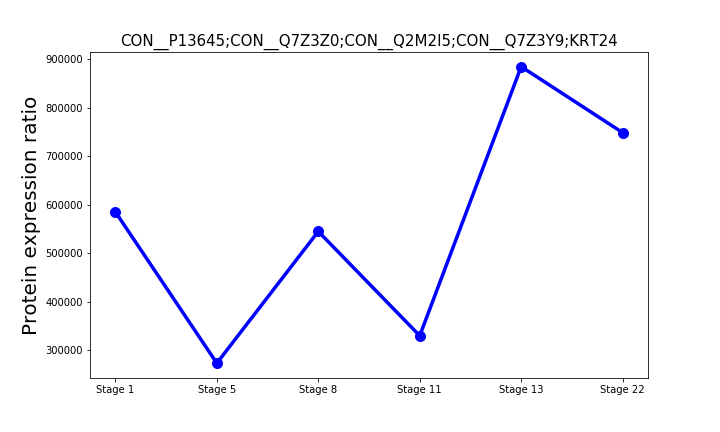 CON__P13645;CON__Q7Z3Z0;CON__Q2M2I5;CON__Q7Z3Y9;KRT24
Protein expression ratio
900000
800000
700000
600000
500000
400000
300000
Stage 1
Stage 5
Stage 8
Stage 11
Stage 13
Stage 22